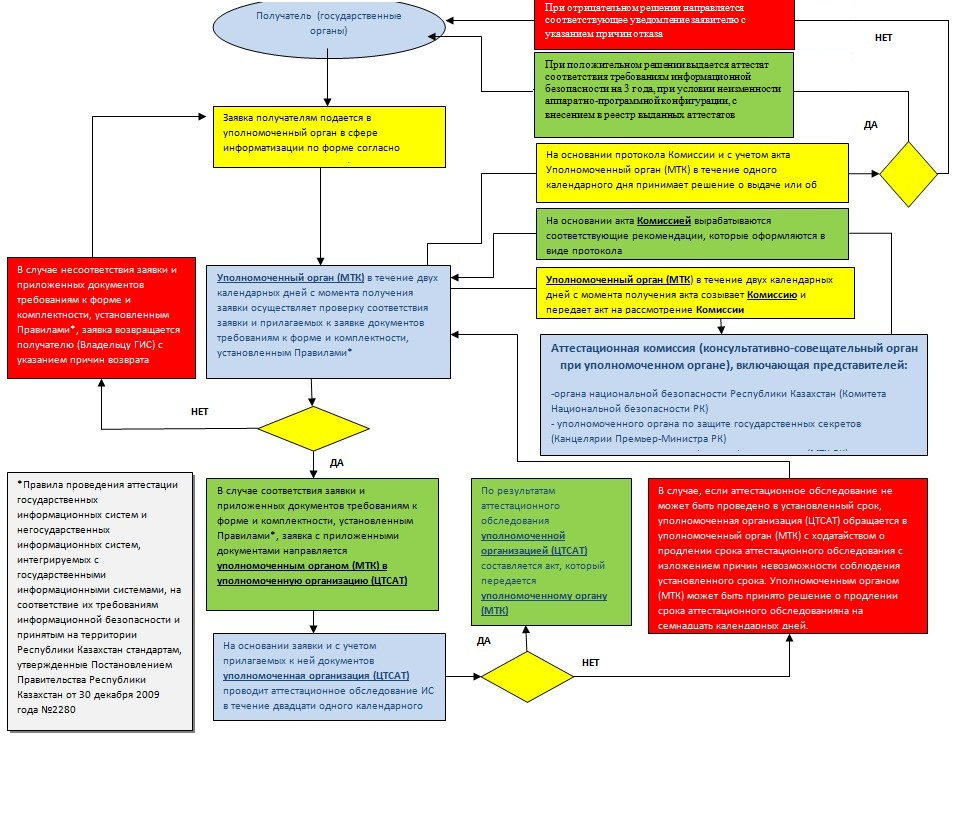 Получатель (государственные
органы)
При отрицательном решении направляется
соответствующее уведомление заявителю с
указанием причин отказа
НЕТ
При положительном решении выдается аттестат
соответствия требованиям информационной
безопасности на 3 года, при условии неизменности
аппаратно-программной конфигурации, с
внесением в реестр выданных аттестатов
ДА
Заявка получателям подается в
уполномоченный орган в сфере
информатизации по форме согласно
На основании протокола Комиссии и с учетом акта
Уполномоченный орган (МТК) в течение одного
календарного дня принимает решение о выдаче или об
На основании акта Комиссией вырабатываются
соответствующие рекомендации, которые оформляются в
виде протокола
В случае несоответствия заявки и
приложенных документов
требованиям к форме и
комплектности, установленным
Правилами*, заявка возвращается
получателю (Владельцу ГИС) с
указанием причин возврата
Уполномоченный орган (МТК) в течение двух
календарных дней с момента получения
заявки осуществляет проверку соответствия
заявки и прилагаемых к заявке документов
требованиям к форме и комплектности,
установленным Правилами*
Уполномоченный орган (МТК) в течение двух календарных
дней с момента получения акта созывает Комиссию и
передает акт на рассмотрение Комиссии
Аттестационная комиссия (консультативно-совещательный орган
при уполномоченном органе), включающая представителей:
-органа национальной безопасности Республики Казахстан (Комитета
Национальной безопасности РК)
- уполномоченного органа по защите государственных секретов
(Канцелярии Премьер-Министра РК)
НЕТ
ДА
*Правила проведения аттестации
государственных
информационных систем и
негосударственных
информационных систем,
интегрируемых с
государственными
информационными системами, на
соответствие их требованиям
информационной безопасности и
принятым на территории
Республики Казахстан стандартам,
утвержденные Постановлением
Правительства Республики
Казахстан от 30 декабря 2009
года №2280
В случае соответствия заявки и
приложенных документов требованиям к
форме и комплектности, установленным
Правилами*, заявка с приложенными
документами направляется
уполномоченным органом (МТК) в
уполномоченную организацию (ЦТСАТ)
По результатам
аттестационного
обследования
уполномоченной
организацией (ЦТСАТ)
составляется акт, который
передается
уполномоченному органу
(МТК)
В случае, если аттестационное обследование не
может быть проведено в установленный срок,
уполномоченная организация (ЦТСАТ) обращается в
уполномоченный орган (МТК) с ходатайством о
продлении срока аттестационного обследования с
изложением причин невозможности соблюдения
установленного срока. Уполномоченным органом
(МТК) может быть принято решение о продлении
срока аттестационного обследованияна на
семнадцать календарных дней.
На основании заявки и с учетом
прилагаемых к ней документов
уполномоченная организация (ЦТСАТ)
проводит аттестационное обследование ИС
в течение двадцати одного календарного
ДА
НЕТ